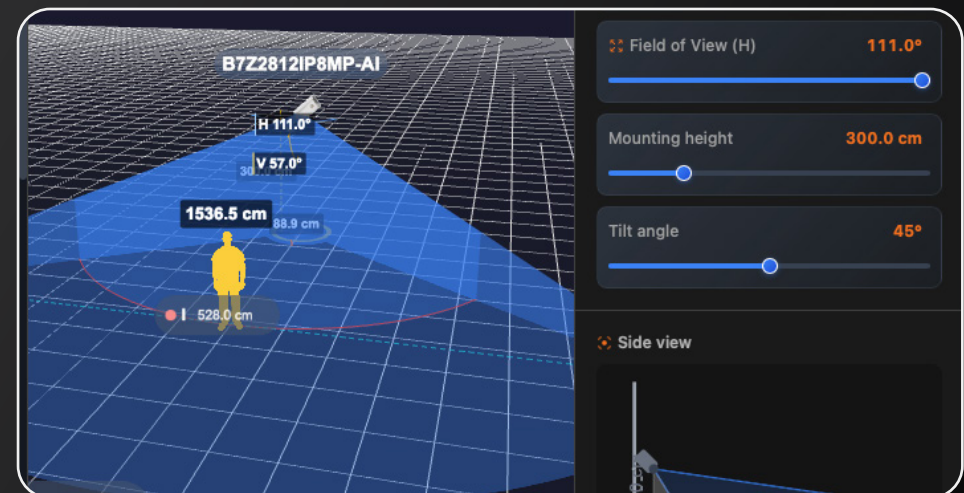 B7Z2812IP8MP-AI
H 111.0°
V 57.0°
1536.5 cm
88.9 cm
528.0 cm
Field of View (H) 111.0°
Mounting height 300.0 cm
Tilt angle 45°
Side view